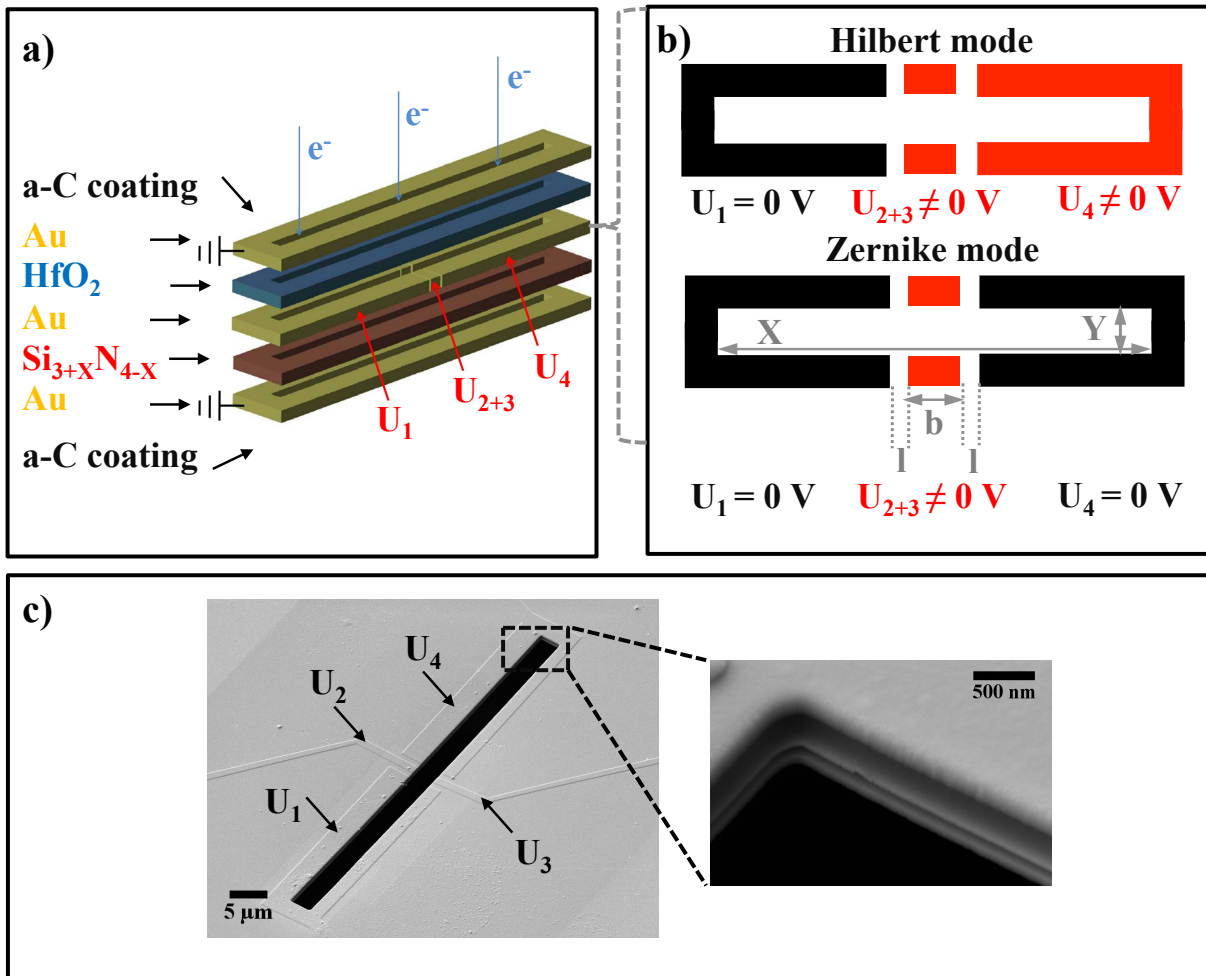 a)
e⁻
e⁻
e⁻
a-C coating
Au
HfO₂
Au
Si₃₊ₓN₄₋ₓ
Au
a-C coating
U₁
U₂₊₃
U₄
b)
Hilbert mode
U₁ = 0 V U₂₊₃ ≠ 0 V U₄ ≠ 0 V
Zernike mode
X Y
b
l l
U₁ = 0 V U₂₊₃ ≠ 0 V U₄ = 0 V
c)
U₄
U₂
U₁
U₃
5 µm
500 nm